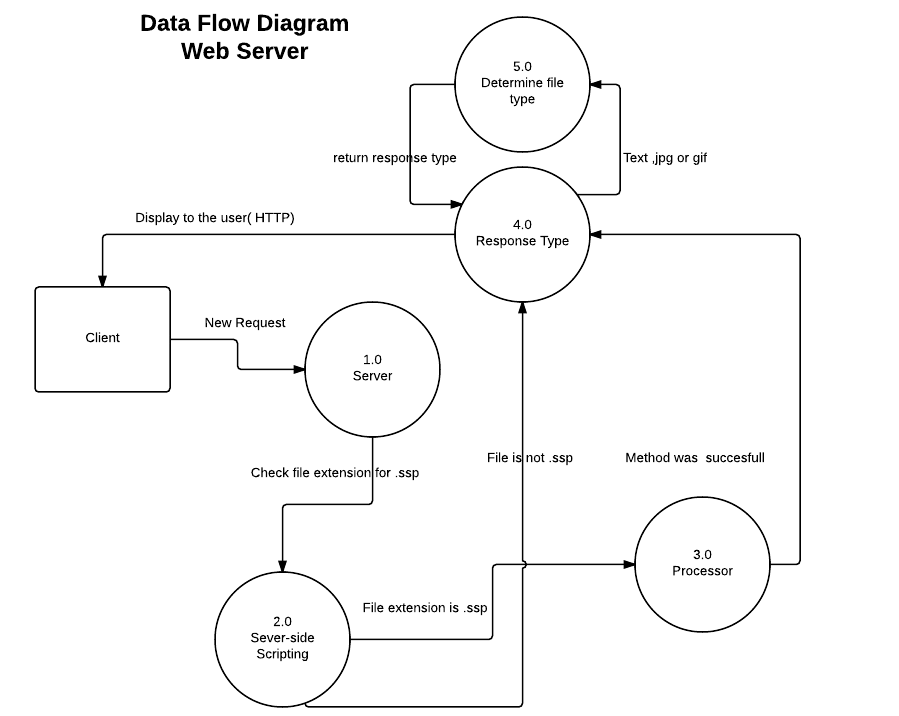 Data Flow Diagram
Web Server
5.0
Determine file
type
return response type
Text .jpg or gif
4.0
Response Type
Display to the user( HTTP)
Client
New Request
1.0
Server
Check file extension for .ssp
File is not .ssp
Method was  succesfull
3.0
Processor
File extension is .ssp
2.0
Sever-side
Scripting